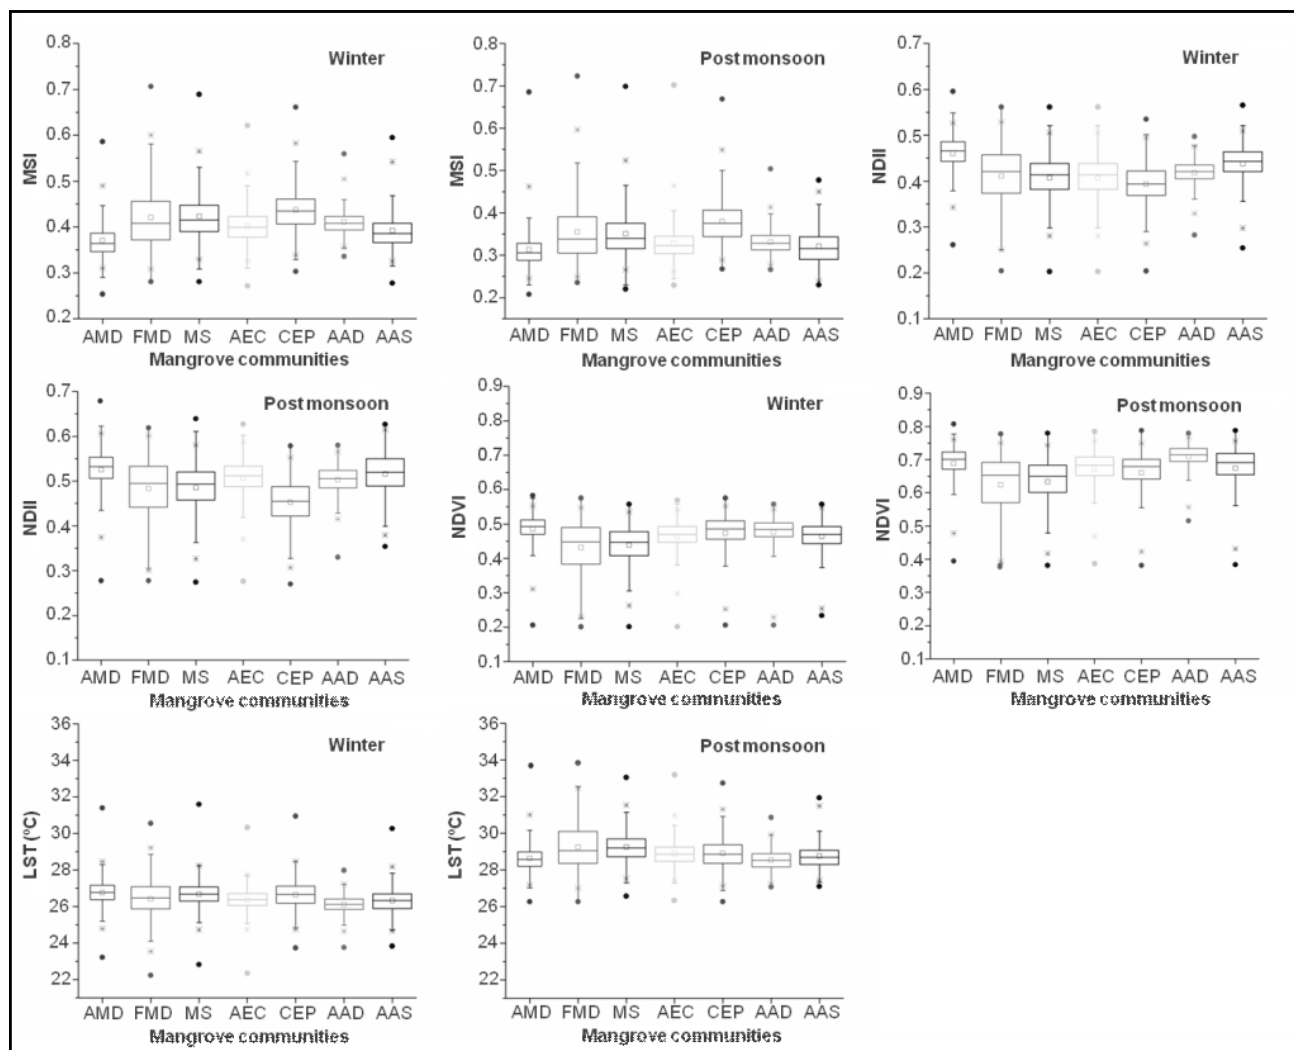 Winter
MSI
0.8
0.7
0.6
0.5
0.4
0.3
0.2
AMD FMD MS AEC CEP AAD AAS
Mangrove communities
Post monsoon
MSI
0.8
0.7
0.6
0.5
0.4
0.3
0.2
AMD FMD MS AEC CEP AAD AAS
Mangrove communities
Winter
NDII
0.7
0.6
0.5
0.4
0.3
0.2
0.1
AMD FMD MS AEC CEP AAD AAS
Mangrove communities
Post monsoon
NDII
0.7
0.6
0.5
0.4
0.3
0.2
0.1
AMD FMD MS AEC CEP AAD AAS
Mangrove communities
Winter
NDVI
0.9
0.8
0.7
0.6
0.5
0.4
0.3
0.2
0.1
AMD FMD MS AEC CEP AAD AAS
Mangrove communities
Post monsoon
NDVI
0.9
0.8
0.7
0.6
0.5
0.4
0.3
0.2
0.1
AMD FMD MS AEC CEP AAD AAS
Mangrove communities
Winter
LST (ºC)
36
34
32
30
28
26
24
22
AMD FMD MS AEC CEP AAD AAS
Mangrove communities
Post monsoon
LST (ºC)
36
34
32
30
28
26
24
22
AMD FMD MS AEC CEP AAD AAS
Mangrove communities